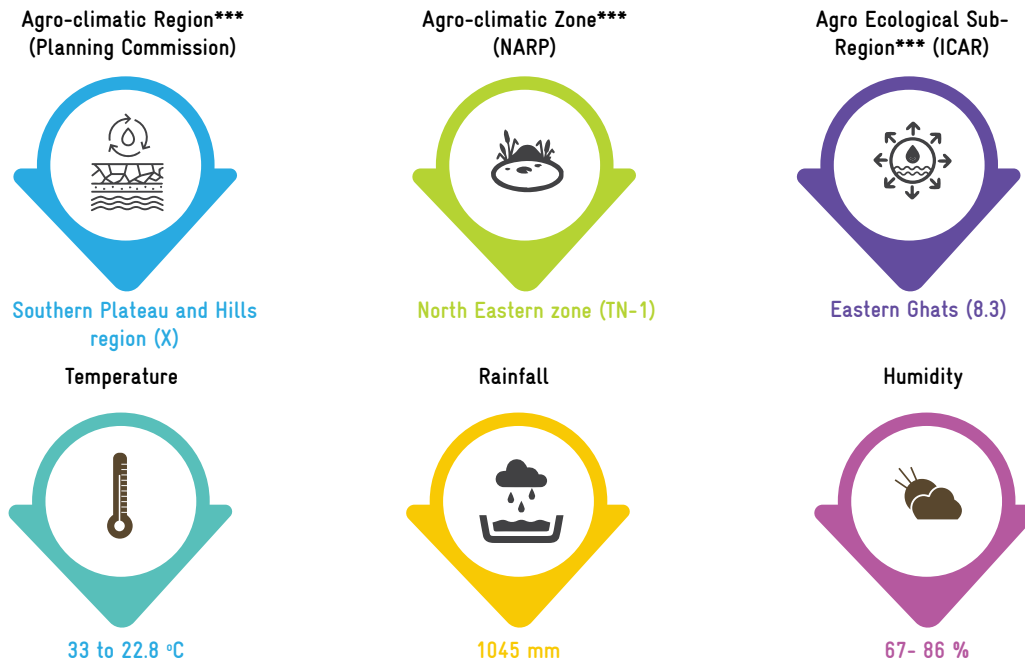 Agro-climatic Region***
(Planning Commission)
Southern Plateau and Hills
region (X)
Agro-climatic Zone***
(NARP)
North Eastern zone (TN-1)
Agro Ecological Sub-
Region*** (ICAR)
Eastern Ghats (8.3)
Temperature
33 to 22.8 ºC
Rainfall
1045 mm
Humidity
67- 86 %